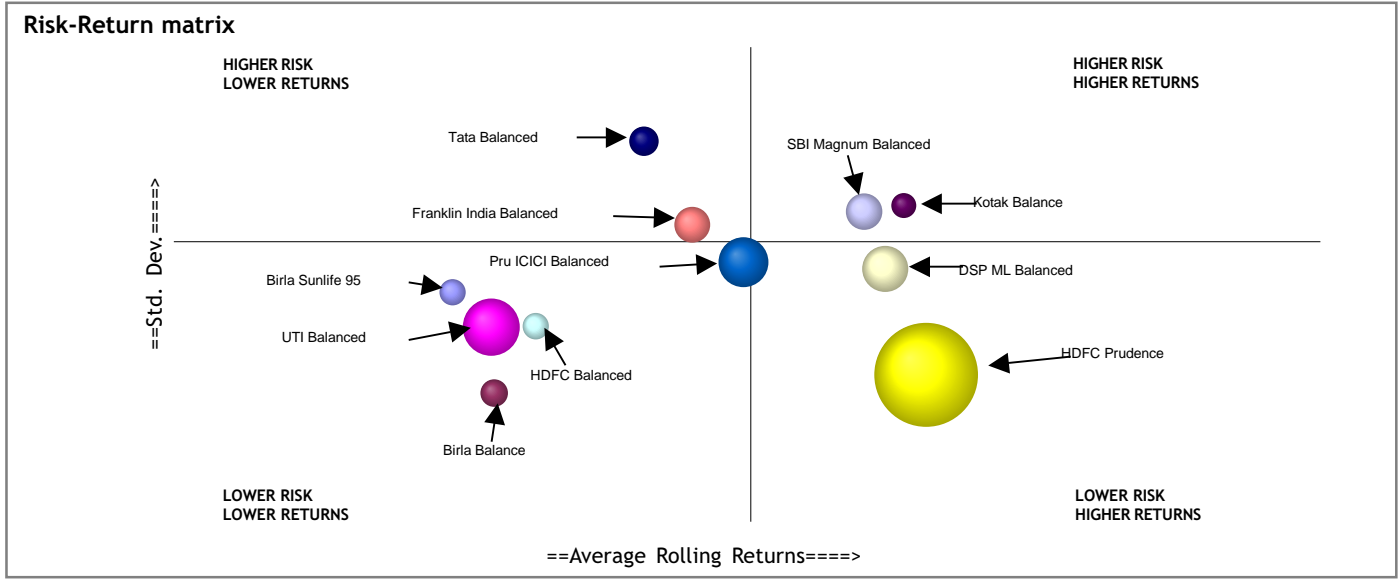 Risk-Return matrix
HIGHER RISK
LOWER RETURNS
HIGHER RISK
HIGHER RETURNS
Tata Balanced
SBI Magnum Balanced
Franklin India Balanced
Kotak Balance
Pru ICICI Balanced
DSP ML Balanced
Birla Sunlife 95
UTI Balanced
HDFC Balanced
HDFC Prudence
Birla Balance
==Std. Dev.====>
LOWER RISK
LOWER RETURNS
LOWER RISK
HIGHER RETURNS
==Average Rolling Returns====>